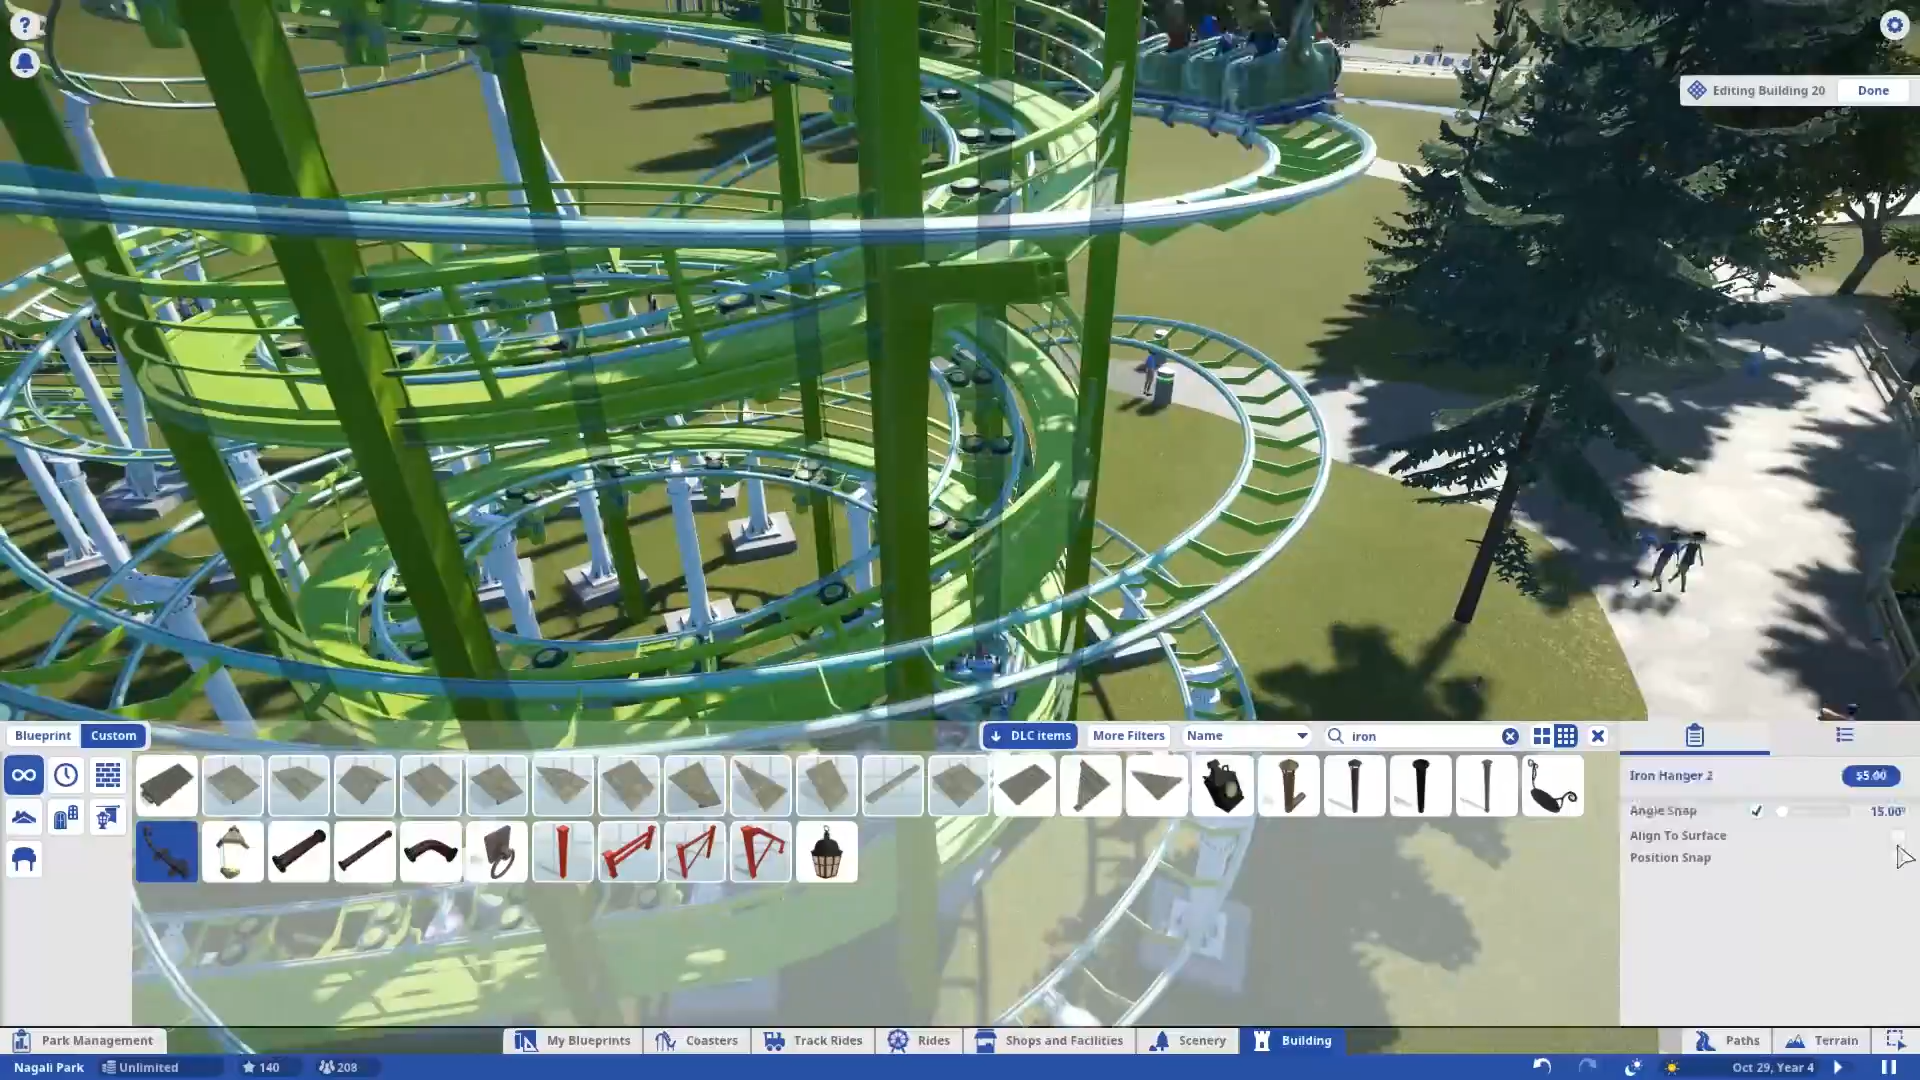 ?
Editing Building 20
Done
Blueprint
Custom
DLC items
More Filters
Name
iron
Iron Hanger 2
$5.00
Angle Snap
15.00°
Align To Surface
Position Snap
Park Management
My Blueprints
Coasters
Track Rides
Rides
Shops and Facilities
Scenery
Building
Paths
Terrain
Nagali Park
Unlimited
140
208
Oct 29, Year 4